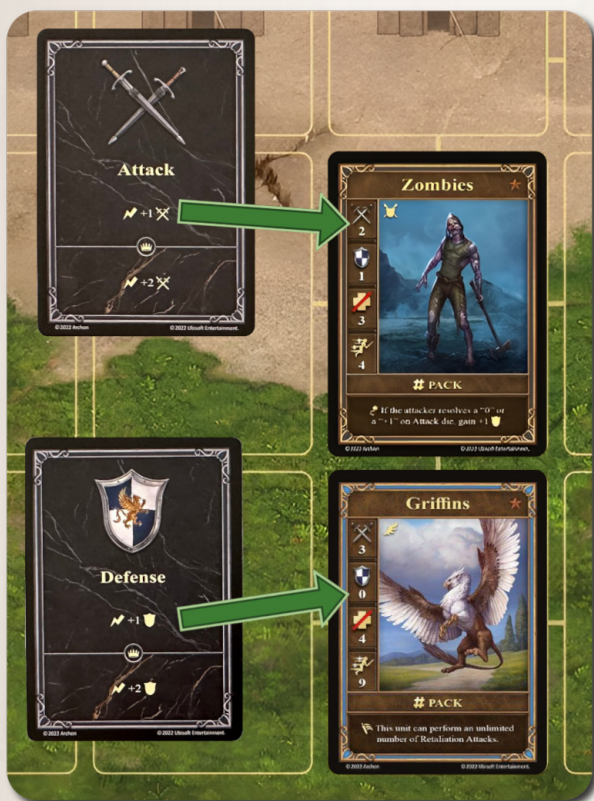 Attack
+1
+2
© 2022 Archon © 2022 Ubisoft Entertainment.
Zombies
2
1
3
4
# PACK
If the attacker resolves a "0" or
a "+1" on Attack die, gain +1
© 2022 Archon © 2022 Ubisoft Entertainment.
Defense
+1
+2
© 2022 Archon © 2022 Ubisoft Entertainment.
Griffins
3
0
4
9
# PACK
This unit can perform an unlimited
number of Retaliation Attacks.
© 2022 Archon © 2022 Ubisoft Entertainment.